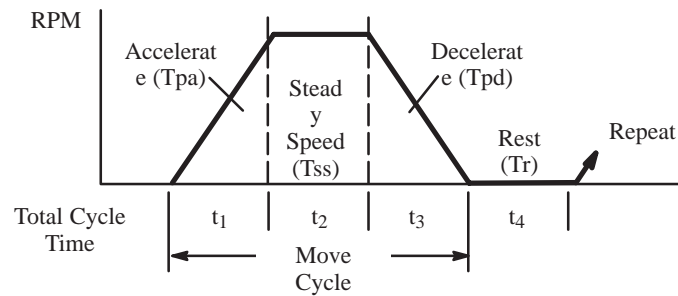 RPM
Accelerat
e (Tpa)
Stead
y
Speed
(Tss)
Decelerat
e (Tpd)
Rest
(Tr)
Repeat
Total Cycle
Time
t1
t2
t3
t4
Move
Cycle